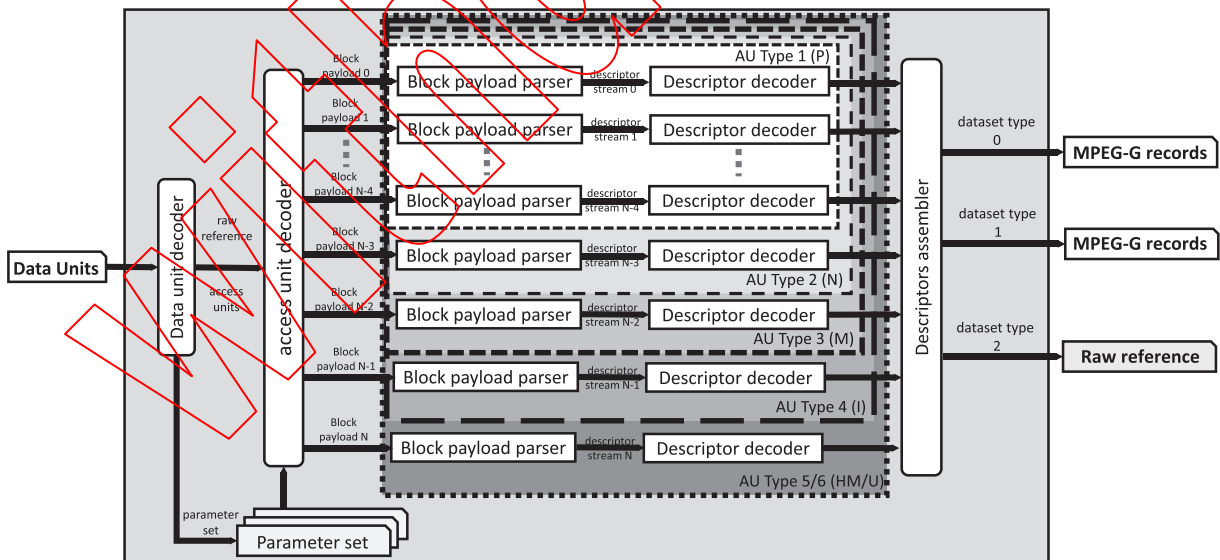 AU Type 1 (P)
Block
payload 0
Block payload parser
descriptor
stream 0
Descriptor decoder
Block
payload 1
Block payload parser
descriptor
stream 1
Descriptor decoder
Block
payload N-4
Block payload parser
descriptor
stream N-4
Descriptor decoder
Block
payload N-3
Block payload parser
descriptor
stream N-3
Descriptor decoder
AU Type 2 (N)
Block
payload N-2
Block payload parser
descriptor
stream N-2
Descriptor decoder
AU Type 3 (M)
Block
payload N-1
Block payload parser
descriptor
stream N-1
Descriptor decoder
AU Type 4 (I)
Block
payload N
Block payload parser
descriptor
stream N
Descriptor decoder
AU Type 5/6 (HM/U)
Data Units
Data unit decoder
raw
reference
access
units
access unit decoder
parameter
set
Parameter set
Descriptors assembler
dataset type
0
MPEG-G records
dataset type
1
MPEG-G records
dataset type
2
Raw reference